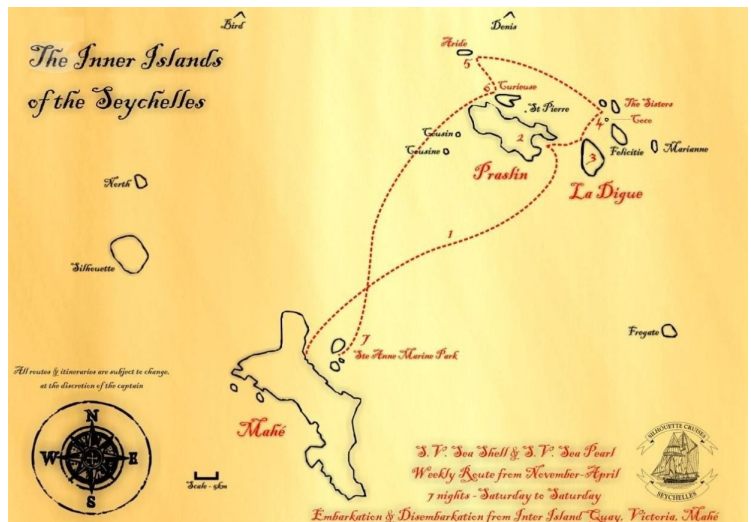 The Inner Islands
of the Seychelles
Bird
Denis
Aride
5
6
Curieuse
St Pierre
The Sisters
4
Coco
Cousin
2
Cousine
3
Felicitie
Marianne
Praslin
La Digue
North
1
Silhouette
7
Ste Anne Marine Park
Fregate
All routes & itineraries are subject to change,
at the discretion of the captain
Mahé
N
W
E
S
Scale - 5km
S.V. Sea Shell & S.V. Sea Pearl
Weekly Route from November-April
7 nights - Saturday to Saturday
Embarkation & Disembarkation from Inter Island Quay, Victoria, Mahé
SILHOUETTE CRUISES
SEYCHELLES